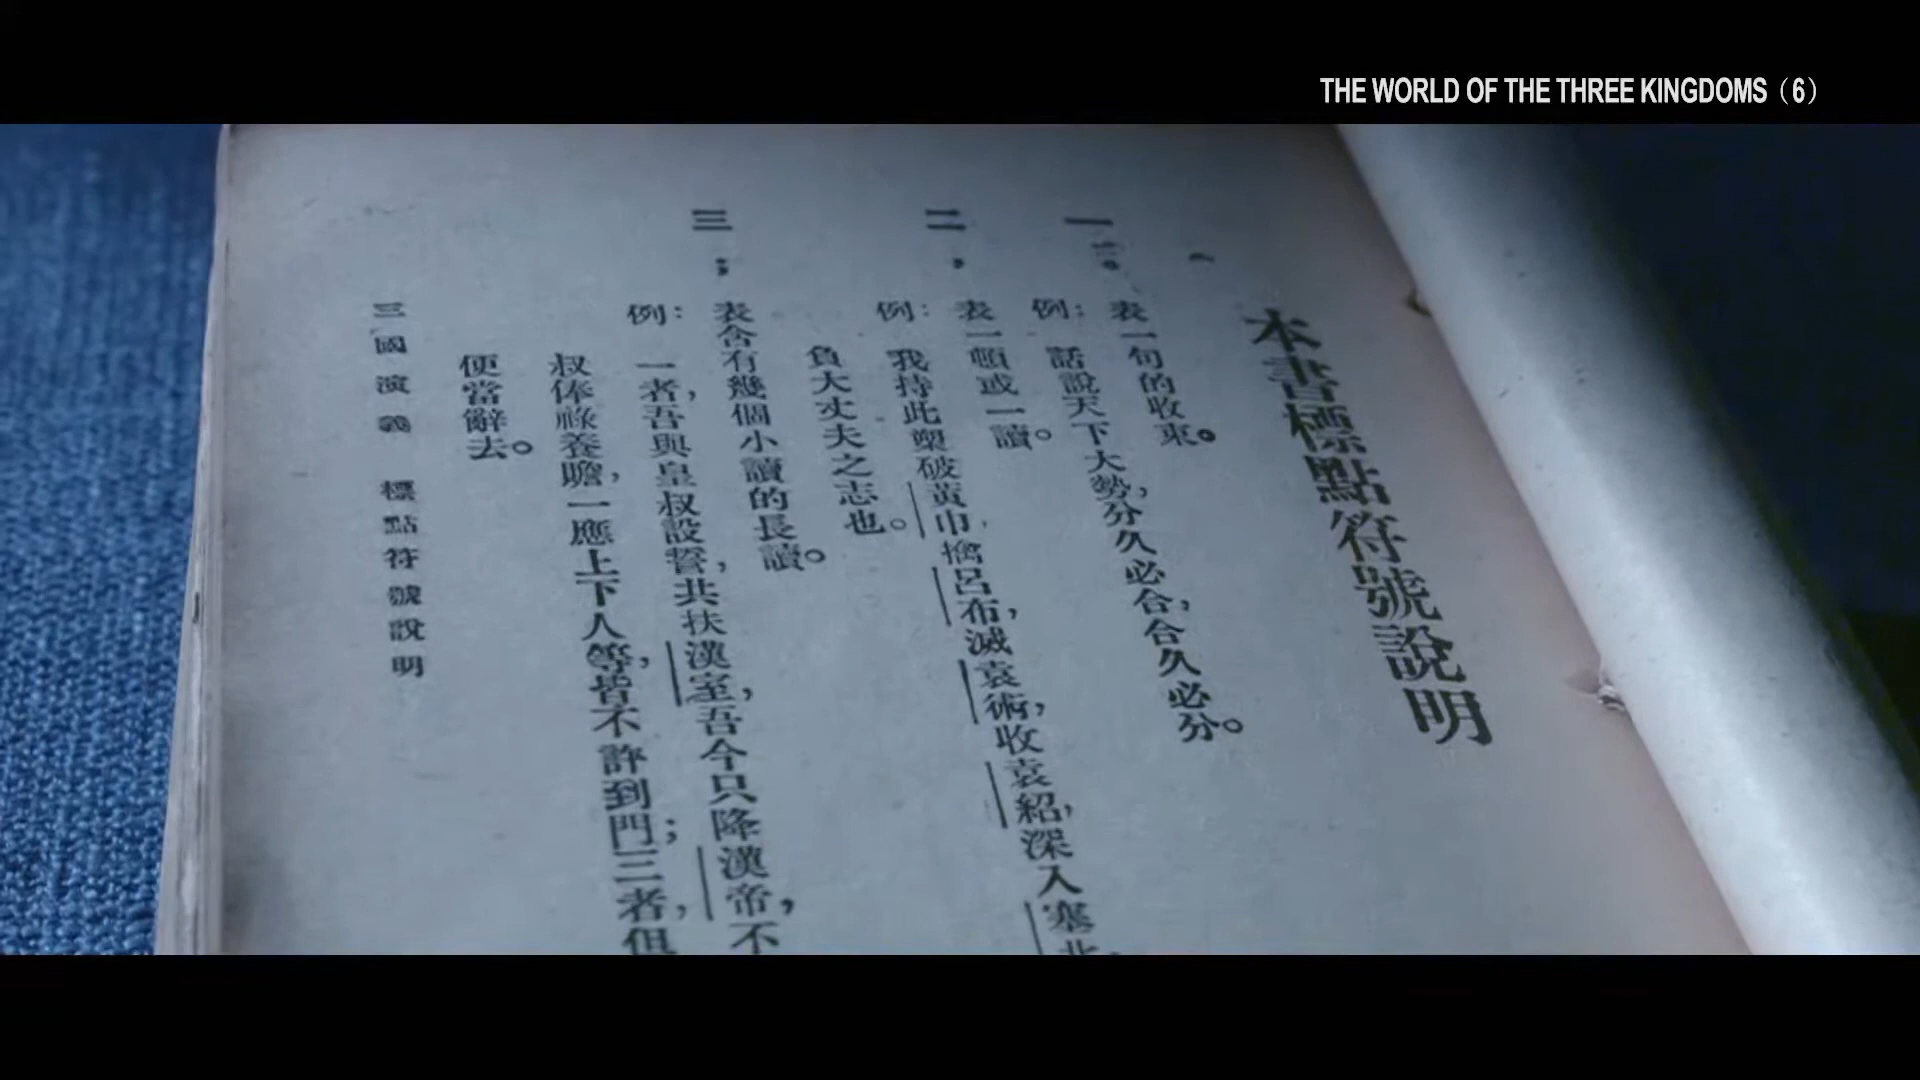 THE WORLD OF THE THREE KINGDOMS（6）
本書標點符號說明
一 。
表一句的收束。
例：話說天下大勢，分久必合，合久必分。
二 ，
表一頓或一讀。
例：我持此槊破黃巾，擒呂布，滅袁術，收袁紹，深入塞北，
負大丈夫之志也。
三 ；
表含有幾個小讀的長讀。
例：一者，吾與皇叔設誓，共扶漢室，吾今只降漢帝，不
叔俸祿養贍，一應上下人等，皆不許到門；三者，但
便當辭去。
三國演義 標點符號說明